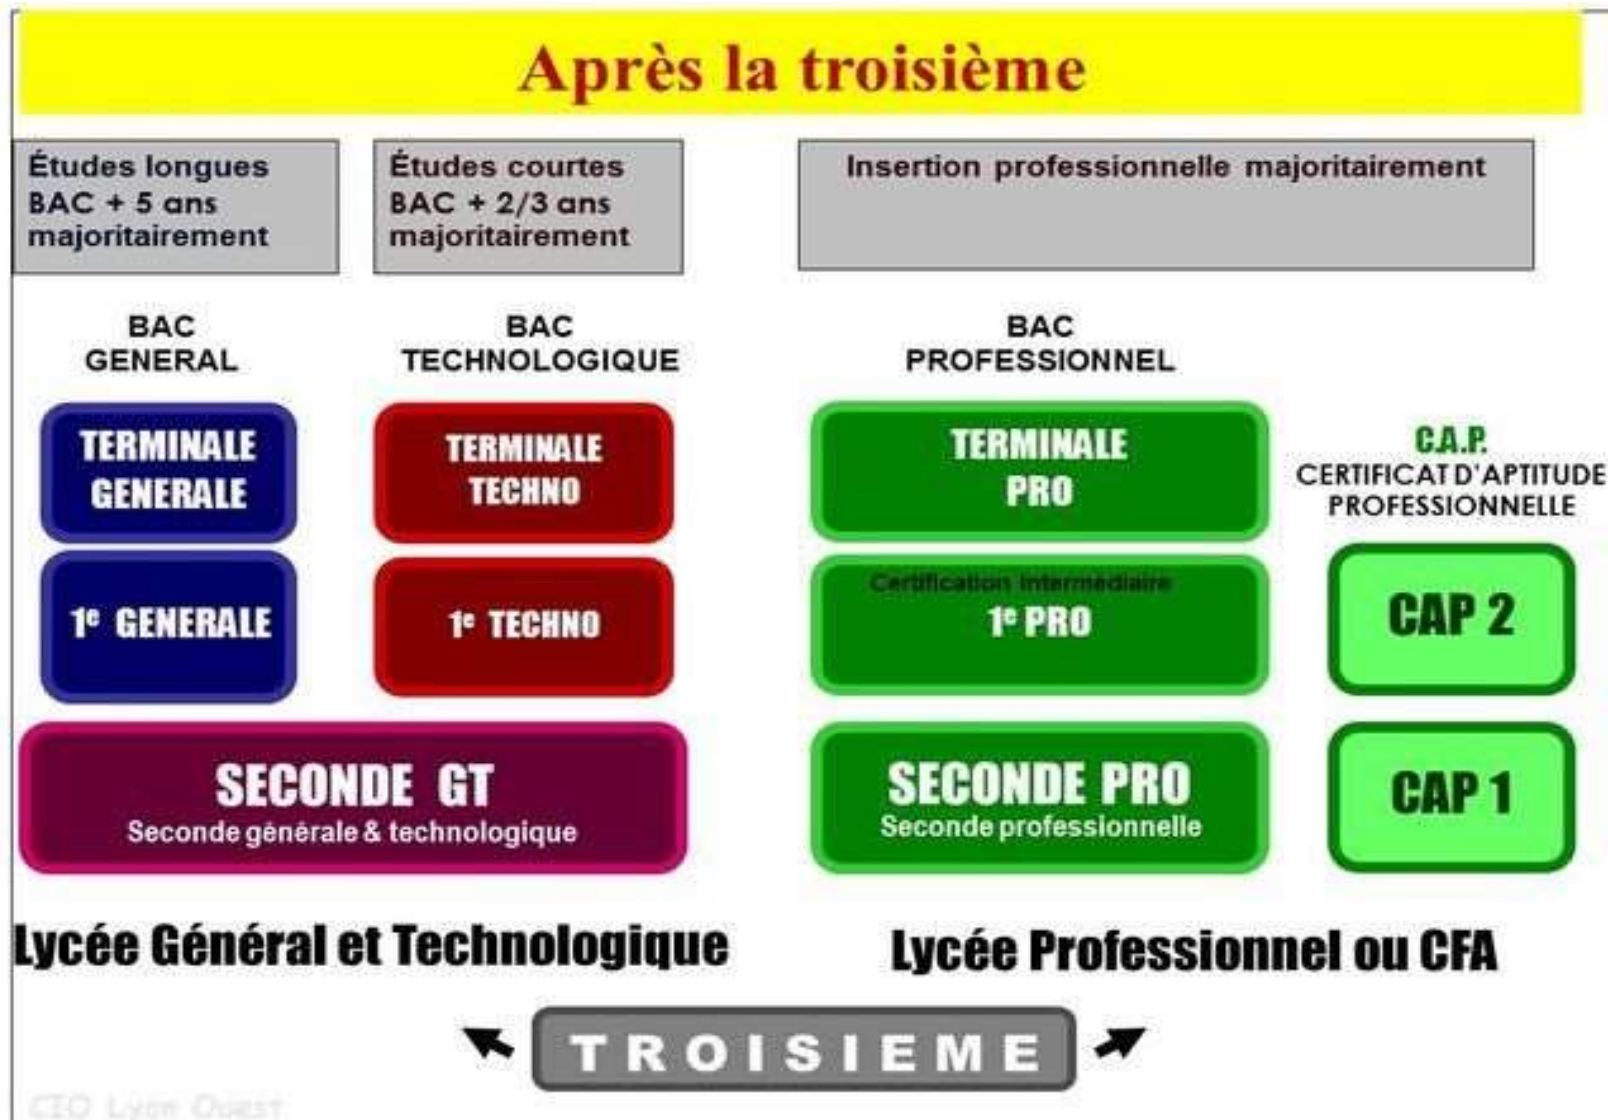 Après la troisième
Études longues
BAC + 5 ans
majoritairement
Études courtes
BAC + 2/3 ans
majoritairement
Insertion professionnelle majoritairement
BAC
GENERAL
BAC
TECHNOLOGIQUE
BAC
PROFESSIONNEL
TERMINALE
GENERALE
TERMINALE
TECHNO
TERMINALE
PRO
C.A.P.
CERTIFICAT D'APTITUDE
PROFESSIONNELLE
1e GENERALE
1e TECHNO
Certification intermédiaire
1e PRO
CAP 2
SECONDE GT
Seconde générale & technologique
SECONDE PRO
Seconde professionnelle
CAP 1
Lycée Général et Technologique
Lycée Professionnel ou CFA
TROISIEME
CIO Lyon Ouest